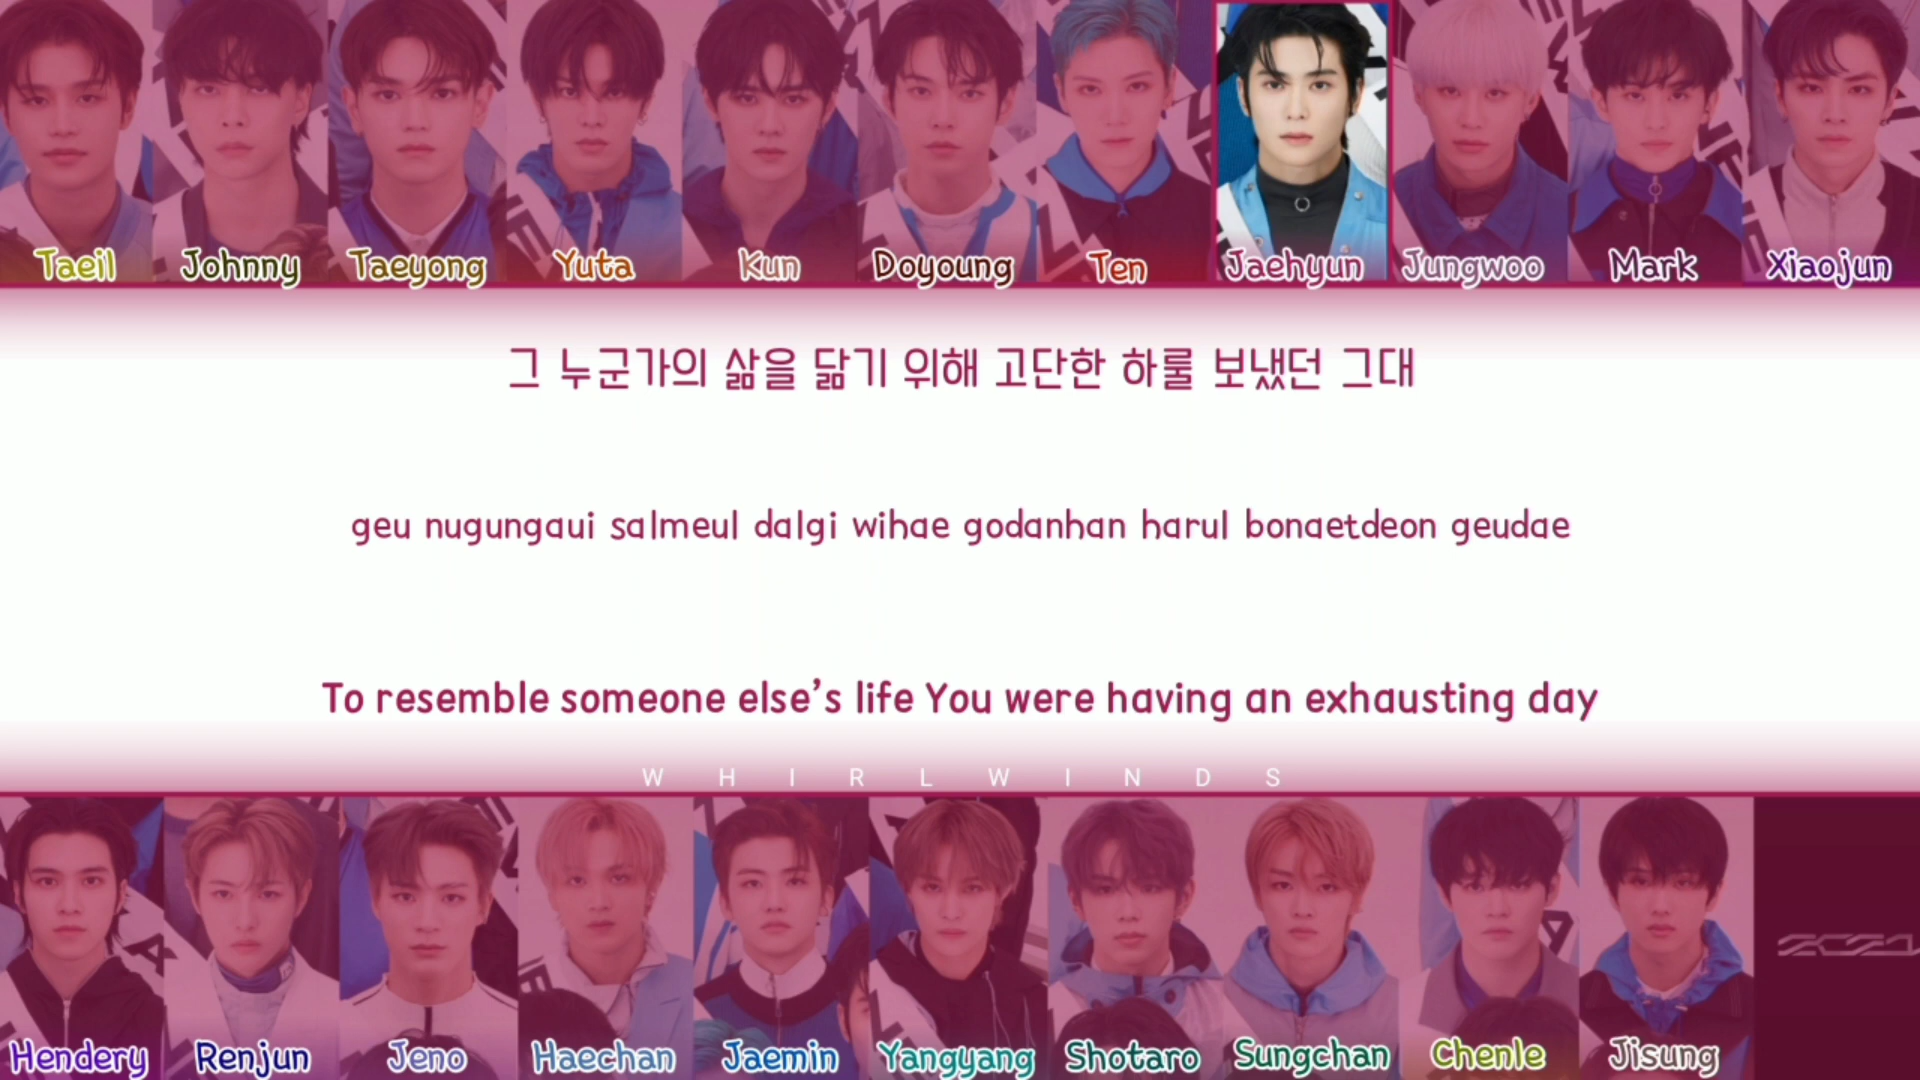 Taeil Johnny Taeyong Yuta Kun Doyoung Ten Jaehyun Jungwoo Mark Xiaojun
그 누군가의 삶을 닮기 위해 고단한 하룰 보냈던 그대
geu nugungaui salmeul dalgi wihae godanhan harul bonaetdeon geudae
To resemble someone else's life You were having an exhausting day
WHIRLWINDS
2021
Hendery Renjun Jeno Haechan Jaemin Yangyang Shotaro Sungchan Chenle Jisung